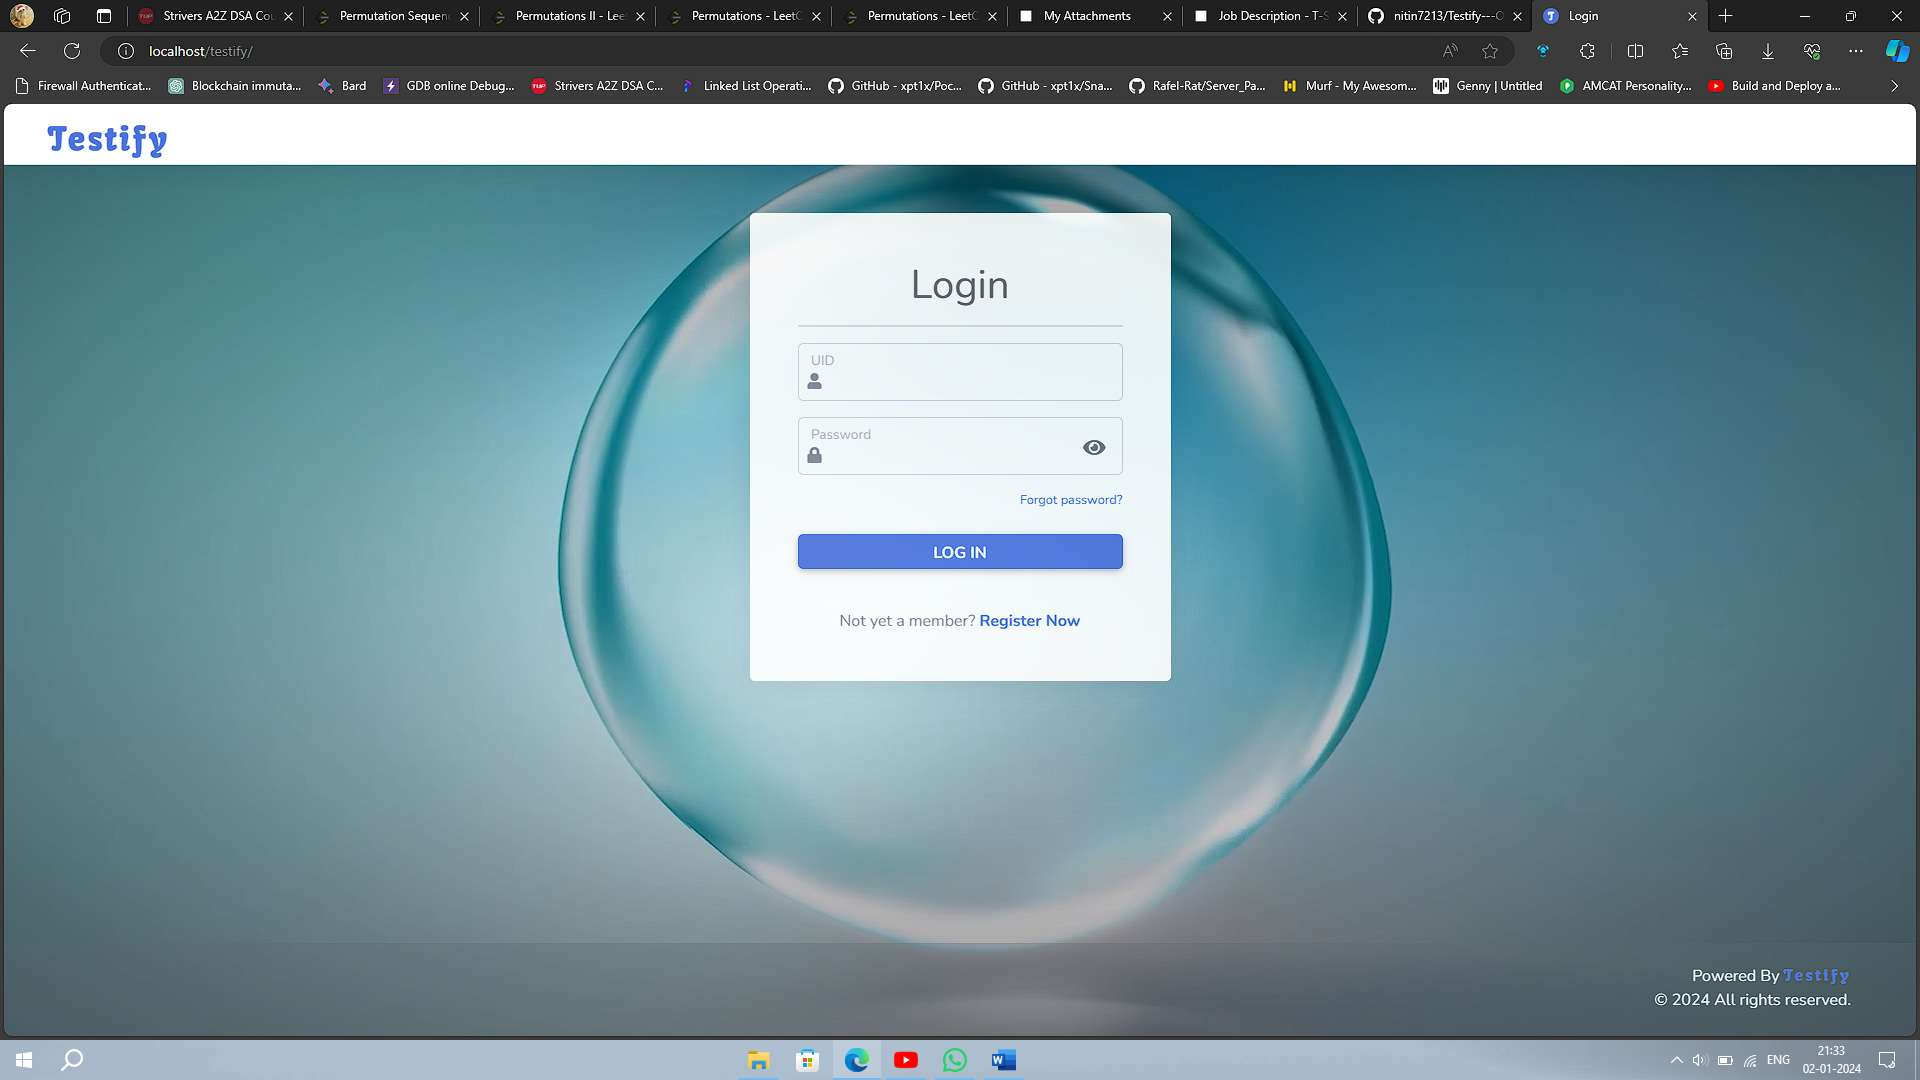 Strivers A2Z DSA Cou
Permutation Sequenc
Permutations II - Leet
Permutations - LeetC
Permutations - LeetC
My Attachments
Job Description - T-S
nitin7213/Testify---O
Login
localhost/testify/
Firewall Authenticat...
Blockchain immuta...
Bard
GDB online Debug...
Strivers A2Z DSA C...
Linked List Operati...
GitHub - xpt1x/Poc...
GitHub - xpt1x/Sna...
Rafel-Rat/Server_Pa...
Murf - My Awesom...
Genny | Untitled
AMCAT Personality...
Build and Deploy a...
Testify
Login
UID
Password
Forgot password?
LOG IN
Not yet a member? Register Now
Powered By Testify
© 2024 All rights reserved.
ENG
21:33
02-01-2024